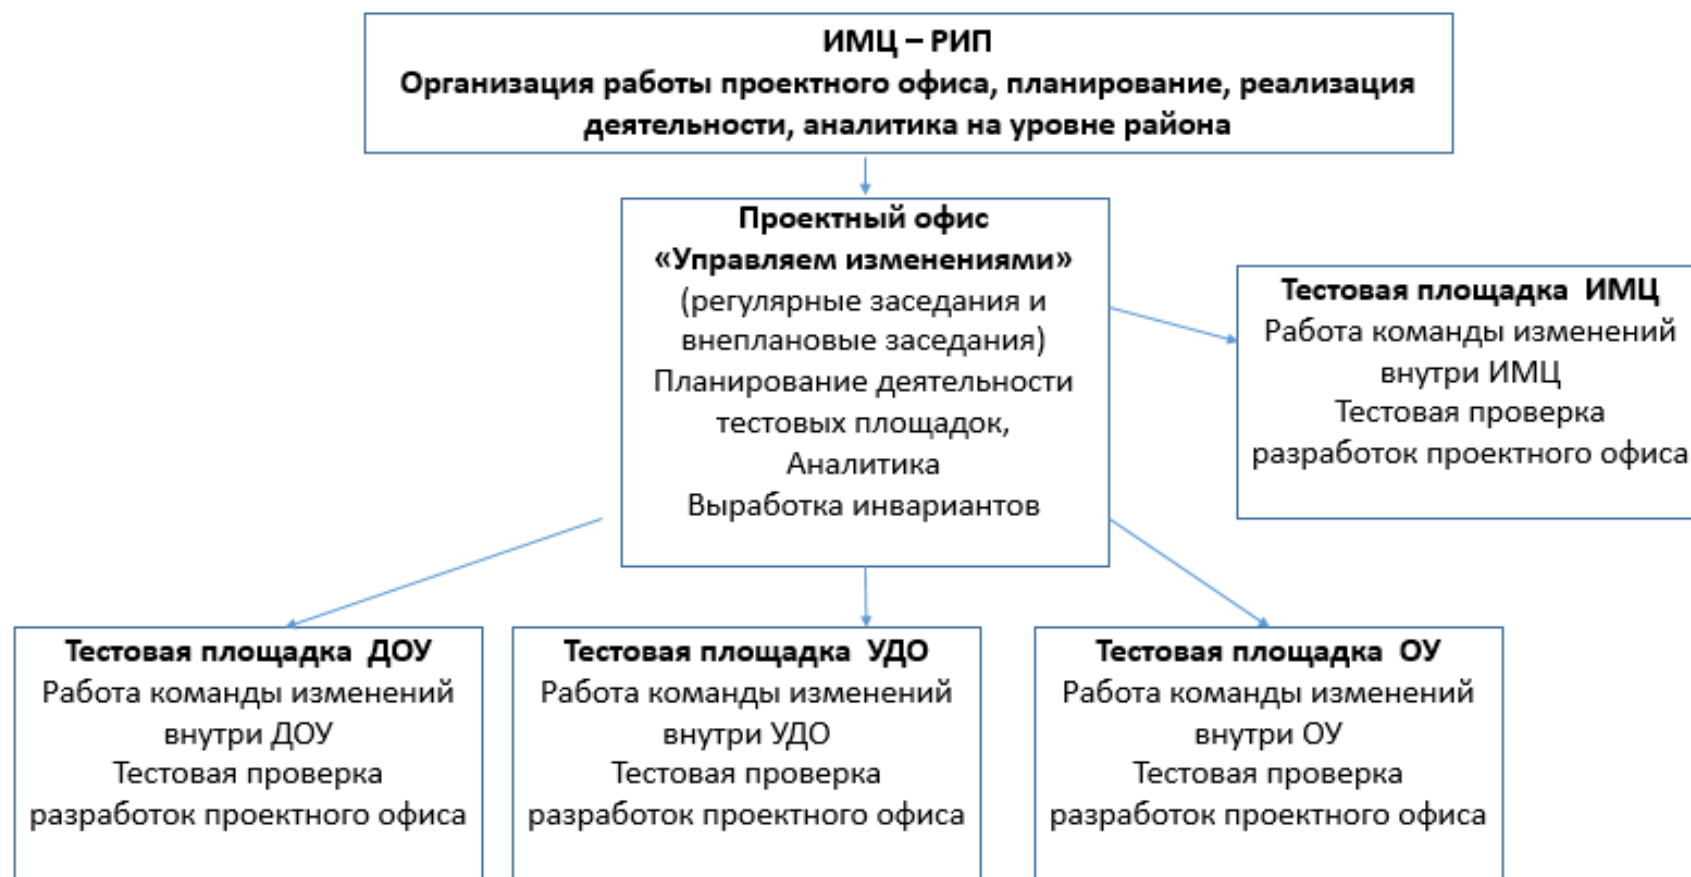 ИМЦ – РИП
Организация работы проектного офиса, планирование, реализация
деятельности, аналитика на уровне района
Проектный офис
«Управляем изменениями»
(регулярные заседания и
внеплановые заседания)
Планирование деятельности
тестовых площадок,
Аналитика
Выработка инвариантов
Тестовая площадка ИМЦ
Работа команды изменений
внутри ИМЦ
Тестовая проверка
разработок проектного офиса
Тестовая площадка ДОУ
Работа команды изменений
внутри ДОУ
Тестовая проверка
разработок проектного офиса
Тестовая площадка УДО
Работа команды изменений
внутри УДО
Тестовая проверка
разработок проектного офиса
Тестовая площадка ОУ
Работа команды изменений
внутри ОУ
Тестовая проверка
разработок проектного офиса